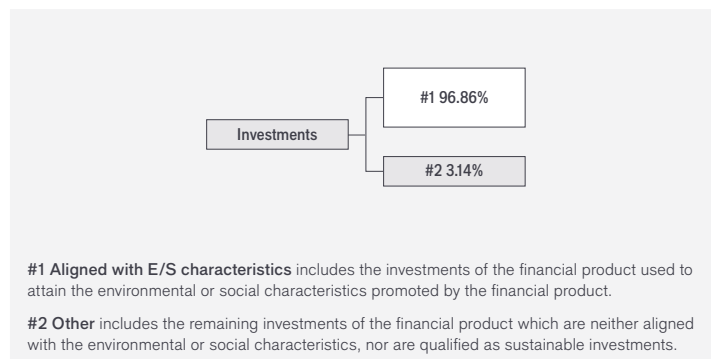 #1 96.86%
Investments
#2 3.14%
#1 Aligned with E/S characteristics includes the investments of the financial product used to
attain the environmental or social characteristics promoted by the financial product.
#2 Other includes the remaining investments of the financial product which are neither aligned
with the environmental or social characteristics, nor are qualified as sustainable investments.